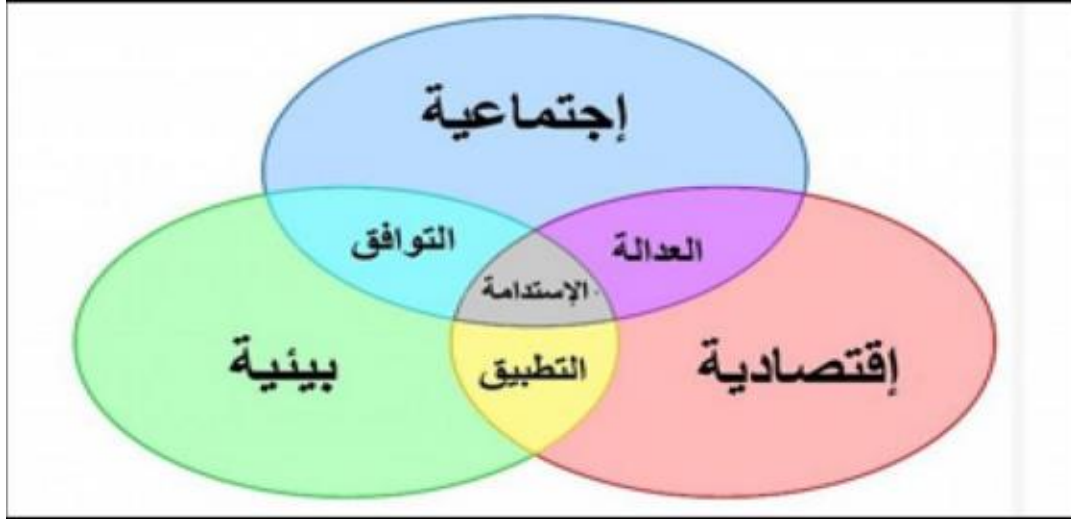 إجتماعية
التوافق
العدالة
الإستدامة
بيئية
التطبيق
إقتصادية